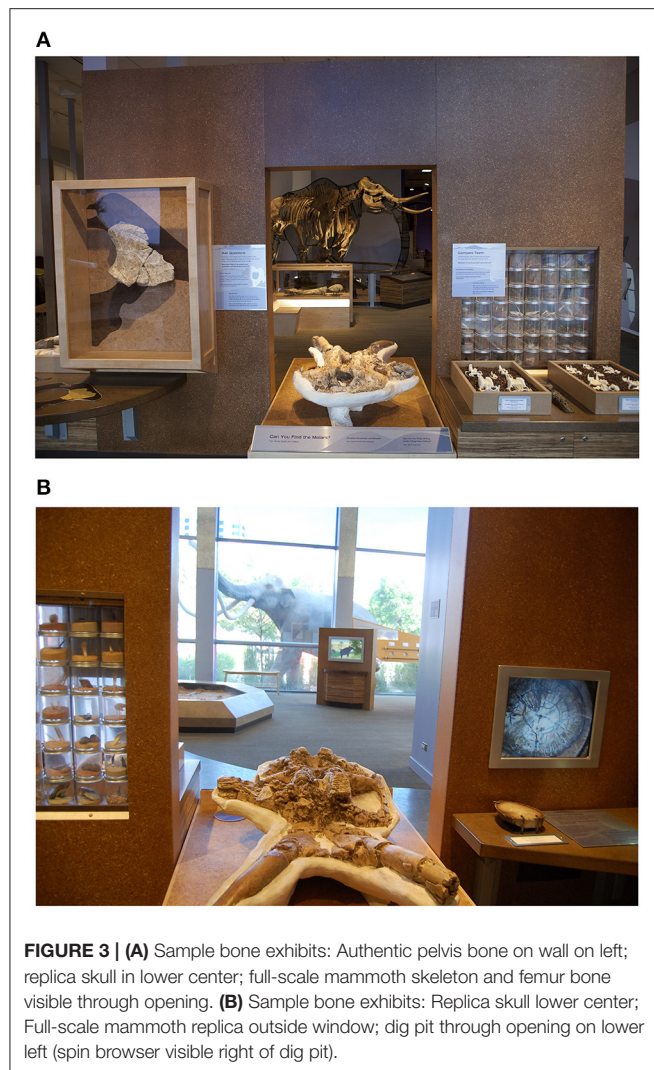 A
Compare Teeth
Can You Find the Molars?
B
FIGURE 3 | (A) Sample bone exhibits: Authentic pelvis bone on wall on left;
replica skull in lower center; full-scale mammoth skeleton and femur bone
visible through opening. (B) Sample bone exhibits: Replica skull lower center;
Full-scale mammoth replica outside window; dig pit through opening on lower
left (spin browser visible right of dig pit).